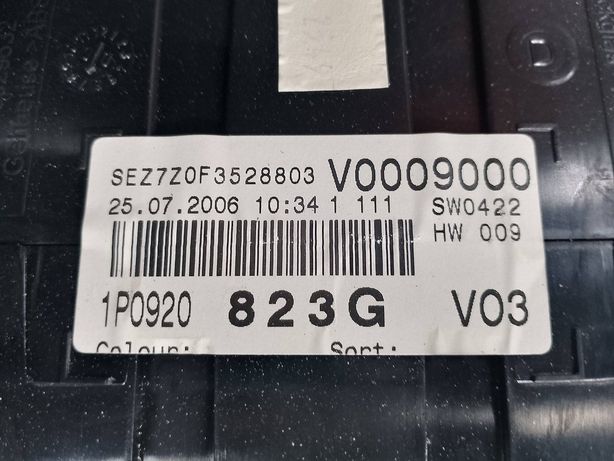 SEZ7Z0F3528803 V0009000
25.07.2006 10:34 1 111 SW0422
HW 009
1P0920 823G V03
Colour: Sort:
D